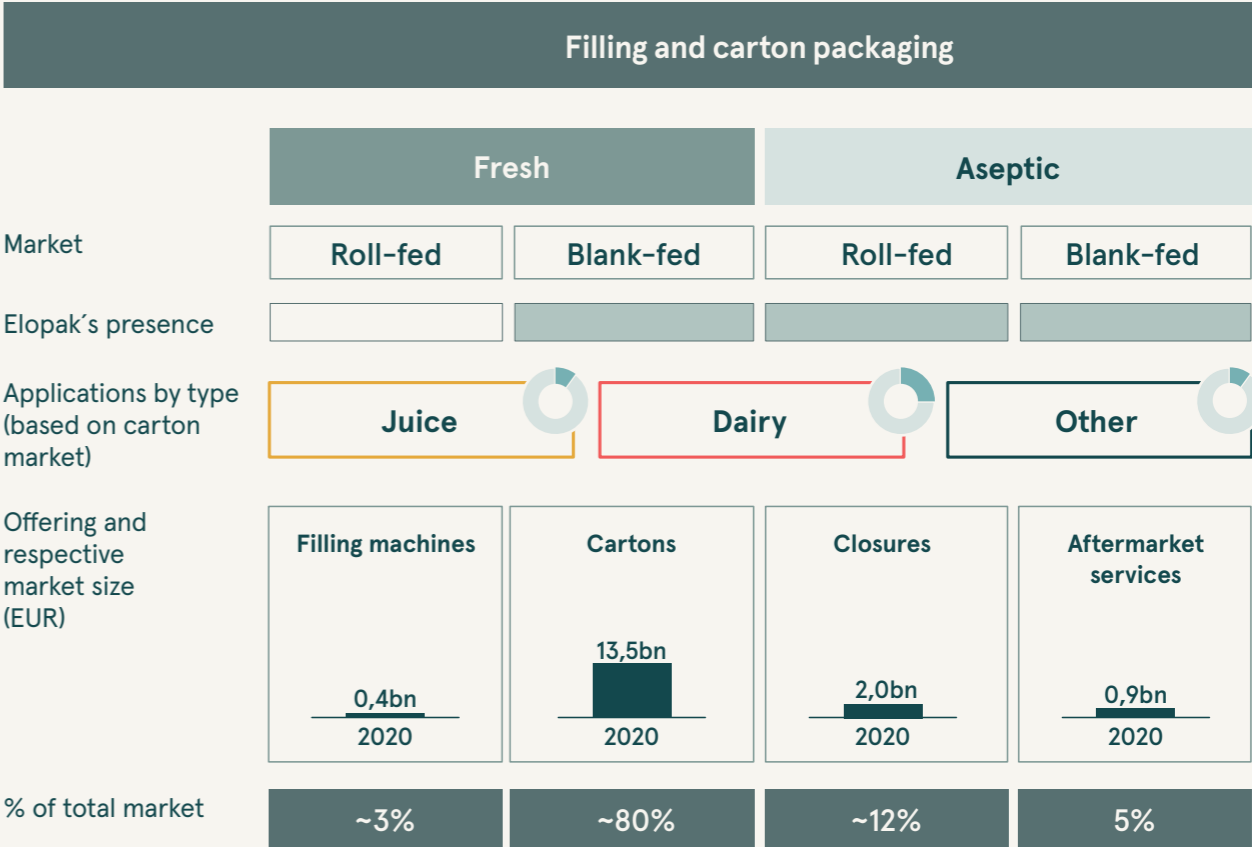 Filling and carton packaging
Fresh
Aseptic
Market
Roll-fed
Blank-fed
Roll-fed
Blank-fed
Elopak´s presence
Applications by type
(based on carton
market)
Juice
Dairy
Other
Offering and
respective
market size
(EUR)
Filling machines
0,4bn
2020
Cartons
13,5bn
2020
Closures
2,0bn
2020
Aftermarket
services
0,9bn
2020
% of total market
~3%
~80%
~12%
5%